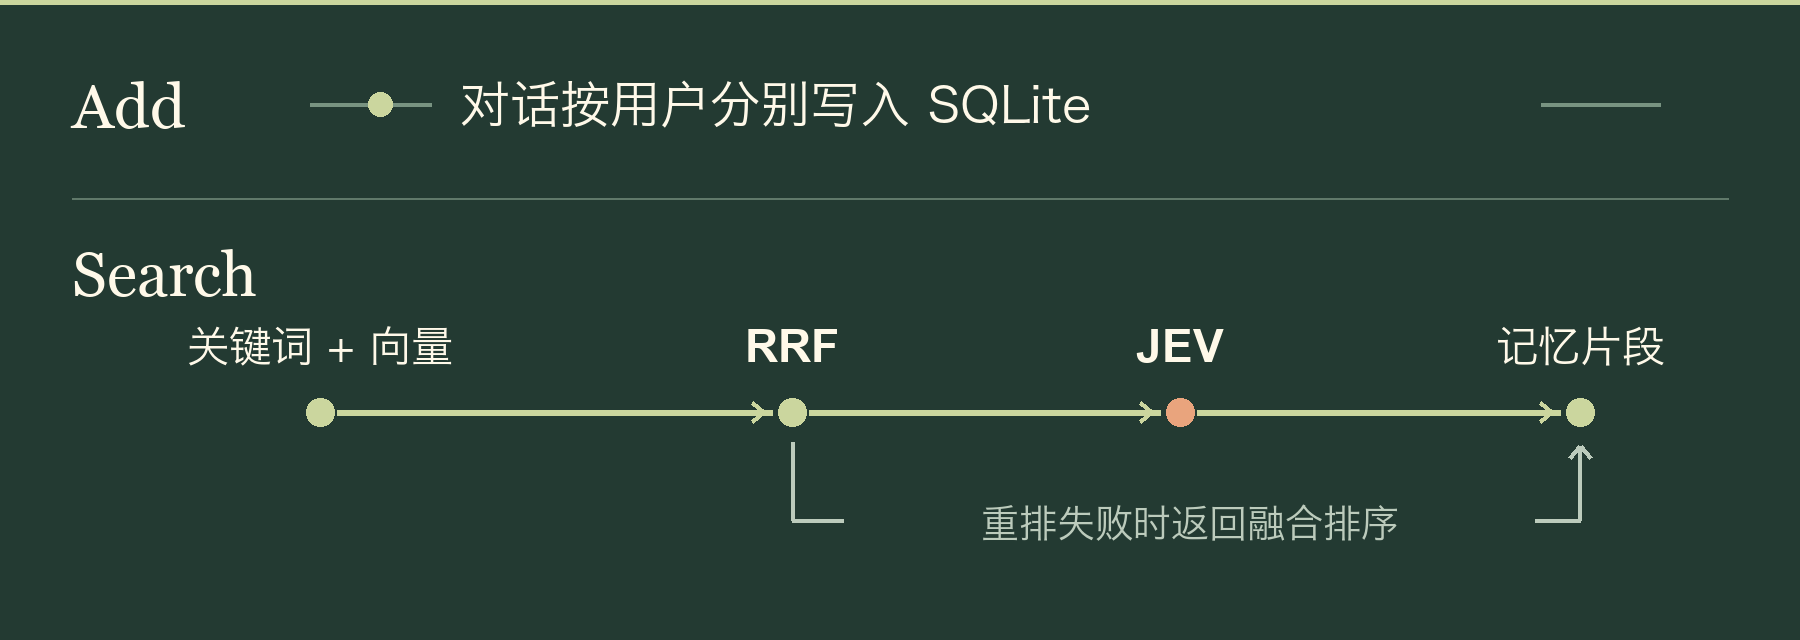 Add
对话按用户分别写入 SQLite
Search
关键词 + 向量
RRF
JEV
记忆片段
重排失败时返回融合排序